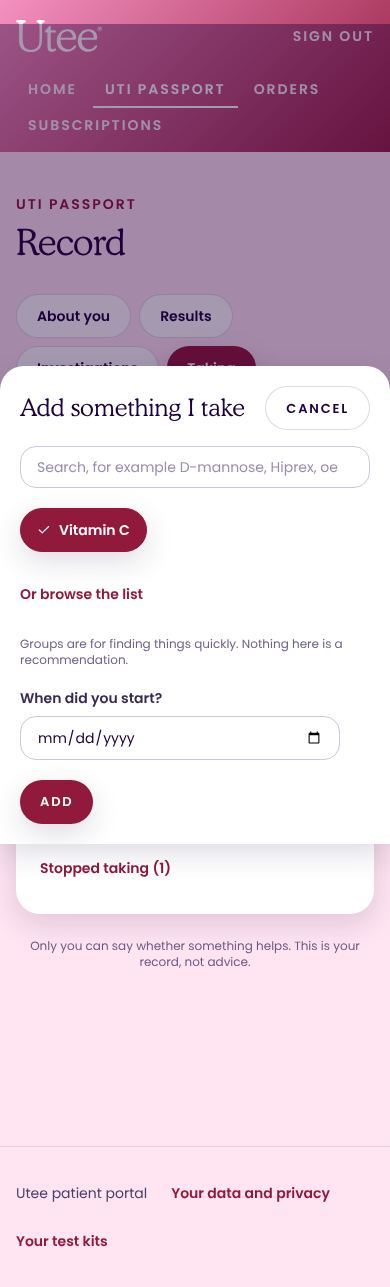 Utee
SIGN OUT
HOME UTI PASSPORT ORDERS
SUBSCRIPTIONS
UTI PASSPORT
Record
About you Results
Investigations Taking
Add something I take CANCEL
Search, for example D-mannose, Hiprex, oe
Vitamin C
Or browse the list
Groups are for finding things quickly. Nothing here is a
recommendation.
When did you start?
mm/dd/yyyy
ADD
Stopped taking (1)
Only you can say whether something helps. This is your
record, not advice.
Utee patient portal Your data and privacy
Your test kits